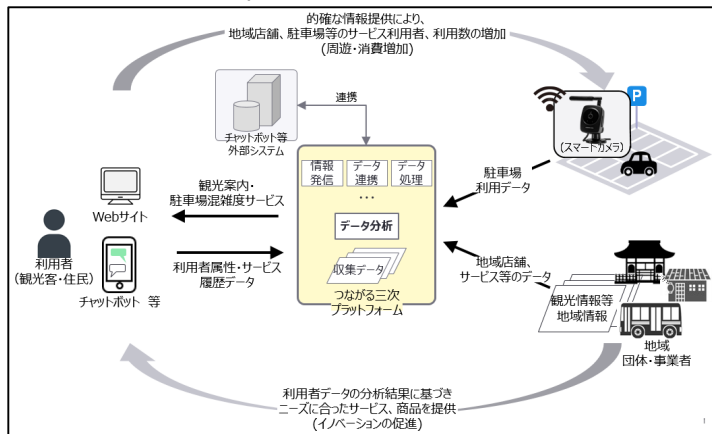 的確な情報提供により、
地域店舗、駐車場等のサービス利用者、利用数の増加
(周遊・消費増加)
連携
チャットボット等
外部システム
P
(スマートカメラ)
情報
発信
データ
連携
データ
処理
…
データ分析
収集データ
つながる三次
プラットフォーム
観光案内・
駐車場混雑度サービス
駐車場
利用データ
Webサイト
利用者
(観光客・住民)
利用者属性・サービス
履歴データ
チャットボット 等
地域店舗、
サービス等のデータ
観光情報等
地域情報
地域
団体・事業者
利用者データの分析結果に基づき
ニーズに合ったサービス、商品を提供
(イノベーションの促進)